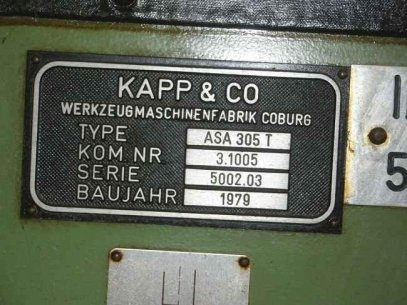 KAPP & CO
WERKZEUGMASCHINENFABRIK COBURG
TYPE ASA 305 T
KOM NR 3.1005
SERIE 5002.03
BAUJAHR 1979